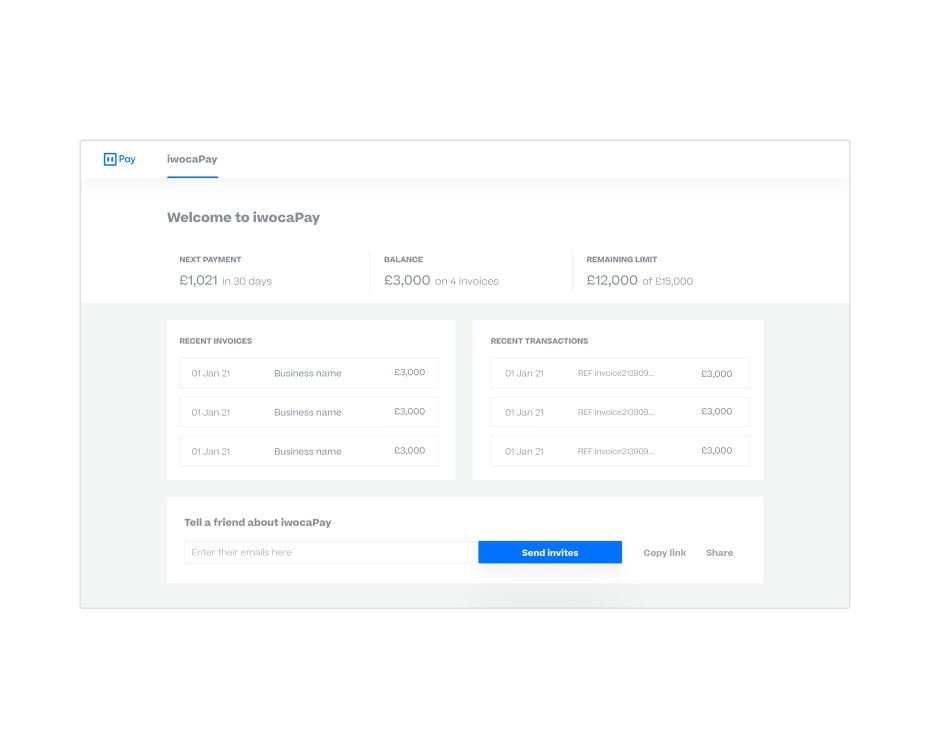 Pay iwocaPay
Welcome to iwocaPay
NEXT PAYMENT BALANCE REMAINING LIMIT
£1,021 in 30 days £3,000 on 4 invoices £12,000 of £15,000
RECENT INVOICES
01 Jan 21 Business name £3,000
01 Jan 21 Business name £3,000
01 Jan 21 Business name £3,000
RECENT TRANSACTIONS
01 Jan 21 REF invoice213909... £3,000
01 Jan 21 REF invoice213909... £3,000
01 Jan 21 REF invoice213909... £3,000
Tell a friend about iwocaPay
Enter their emails here Send invites Copy link Share